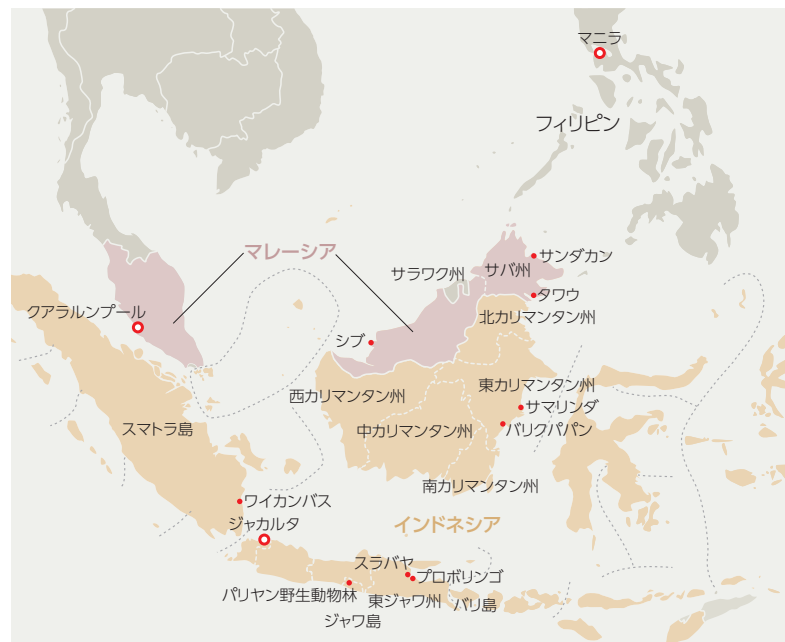 マニラ
フィリピン
マレーシア
サンダカン
サラワク州
サバ州
タワウ
クアラルンプール
北カリマンタン州
シブ
東カリマンタン州
西カリマンタン州
サマリンダ
スマトラ島
中カリマンタン州
バリクパパン
南カリマンタン州
ワイカンバス
ジャカルタ
インドネシア
スラバヤ
プロボリンゴ
パリヤン野生動物林
東ジャワ州
バリ島
ジャワ島